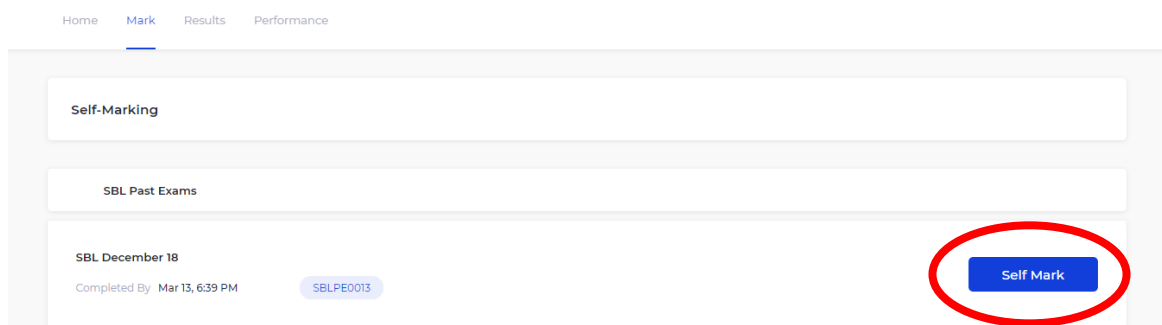 Home Mark Results Performance
Self-Marking
SBL Past Exams
SBL December 18
Completed By Mar 13, 6:39 PM SBLPE0013
Self Mark